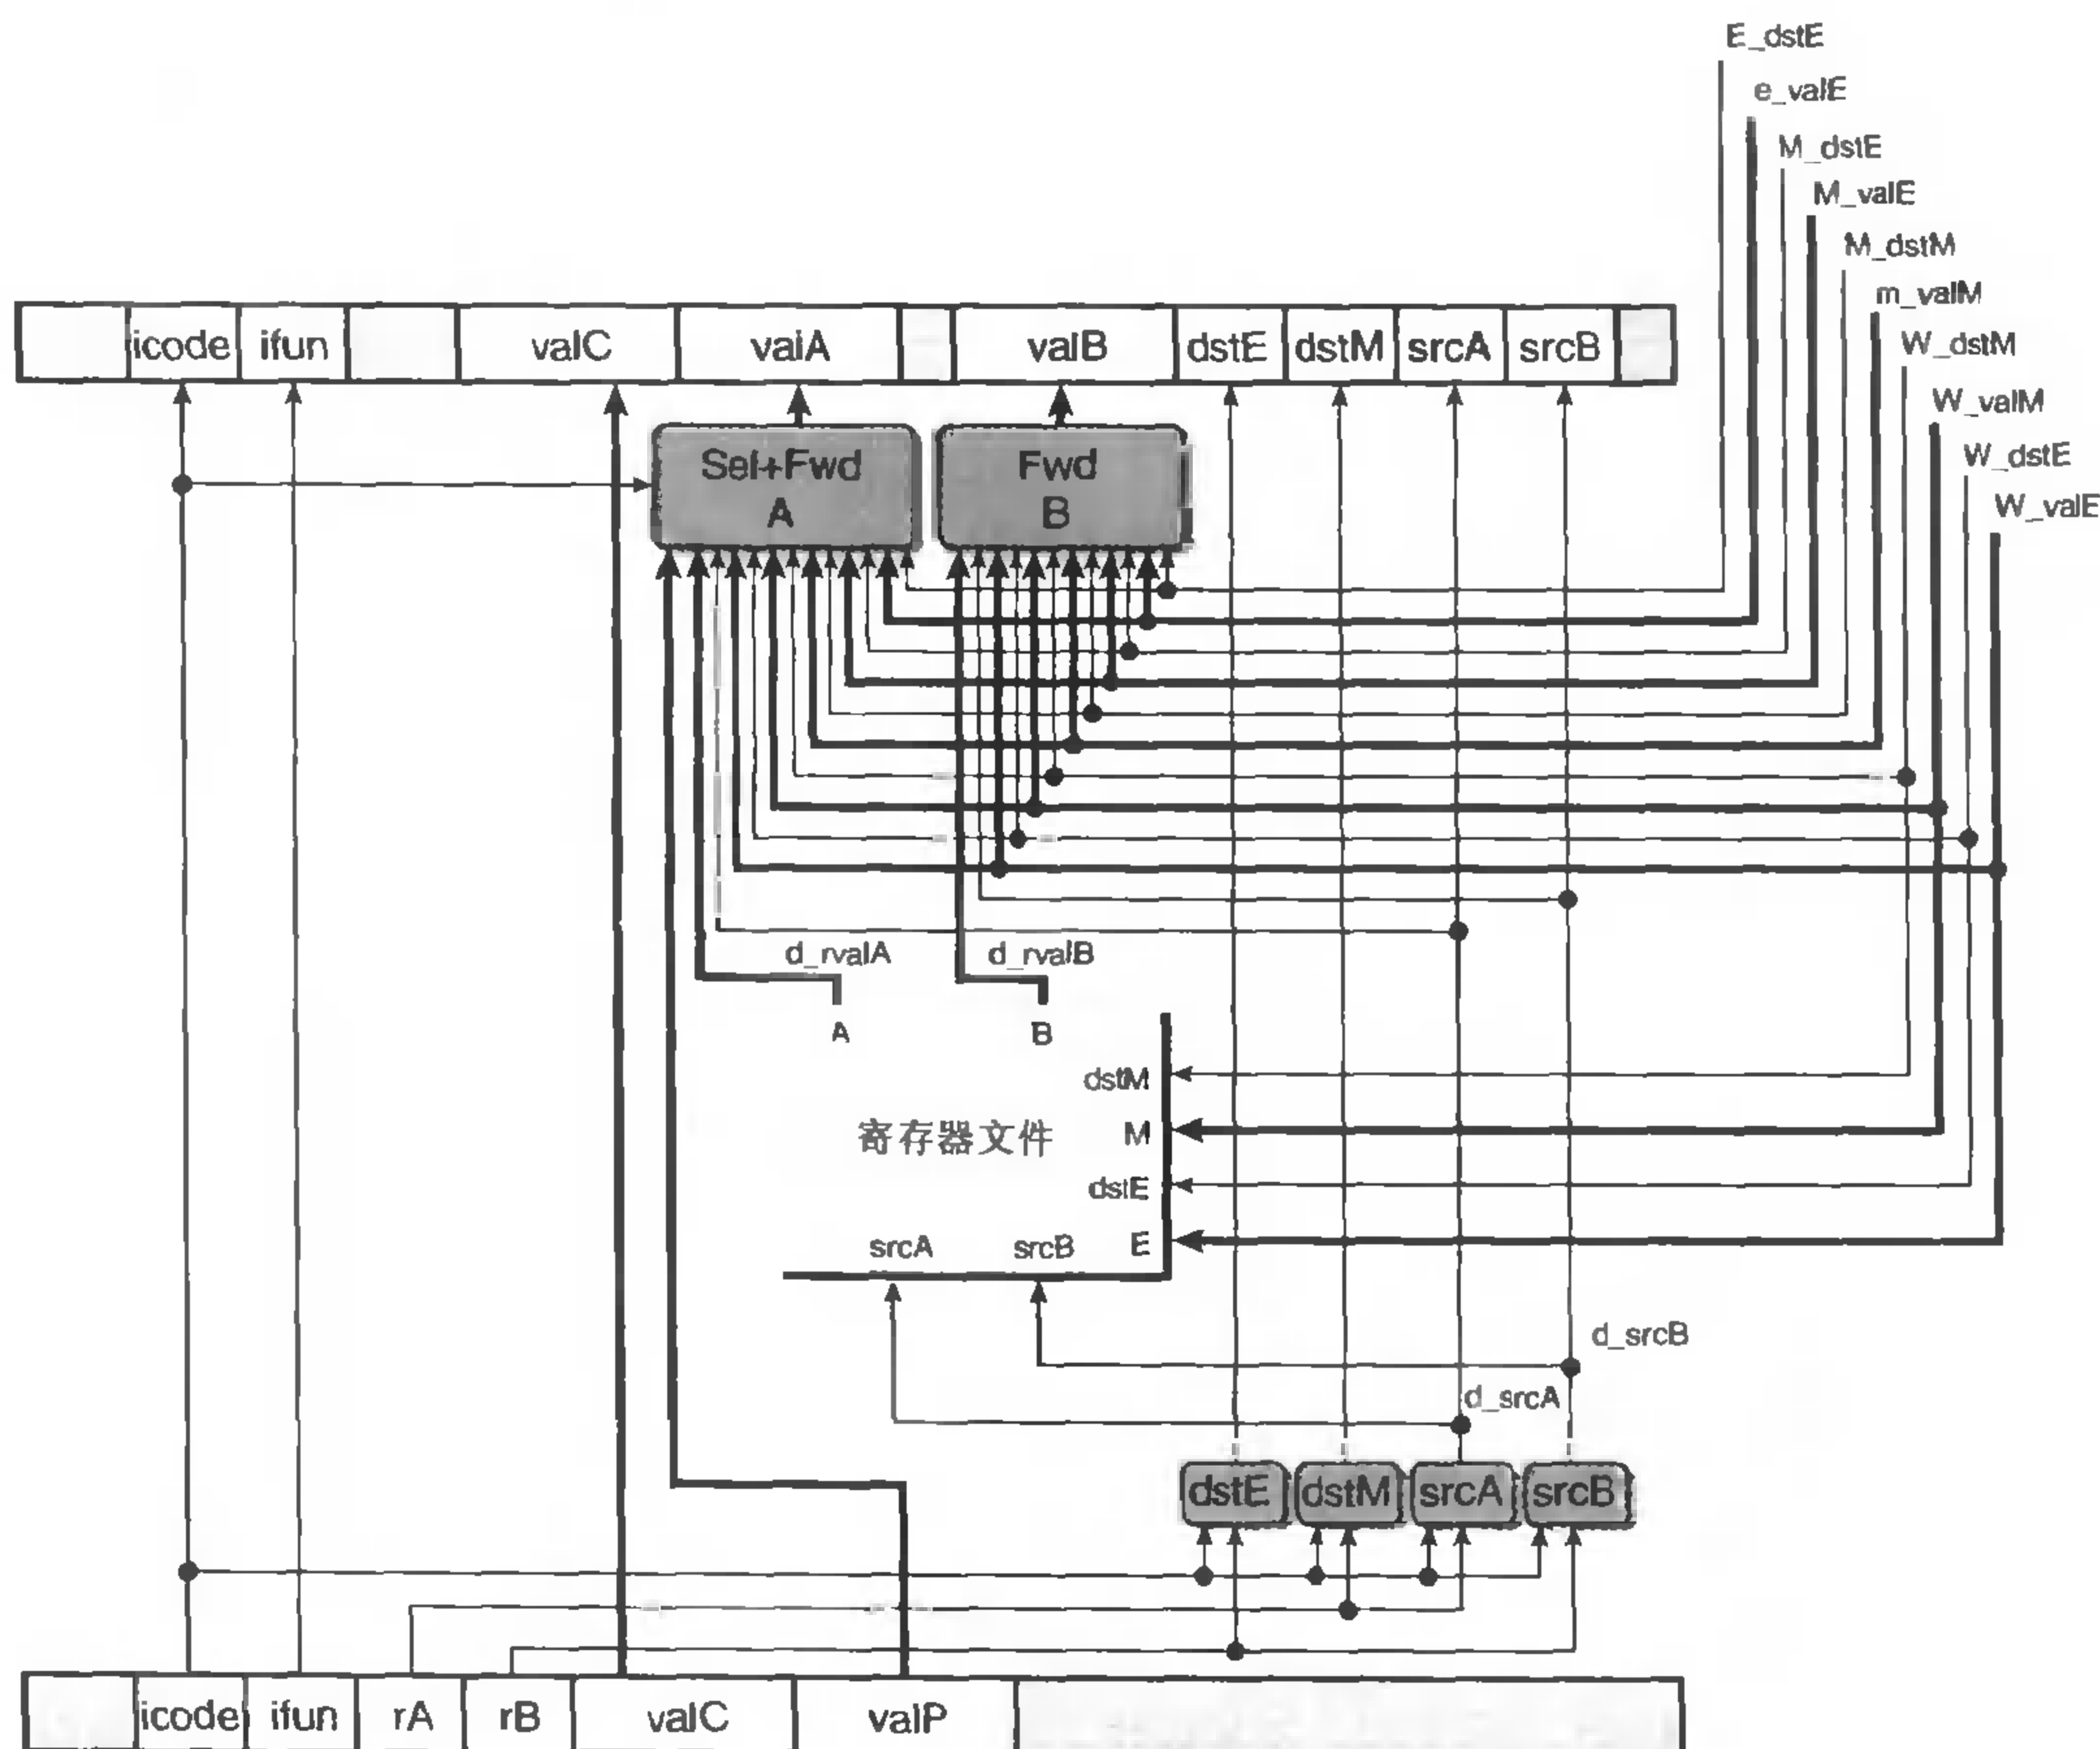 E_dstE
e_valE
M_dstE
M_valE
M_dstM
m_valM
W_dstM
W_valM
W_dstE
W_valE
icode ifun valC valA valB dstE dstM srcA srcB
Sel+Fwd
A
Fwd
B
d_rvalA d_rvalB
A B
dstM
寄存器文件 M
dstE
srcA srcB E
d_srcB
d_srcA
dstE dstM srcA srcB
icode ifun rA rB valC valP